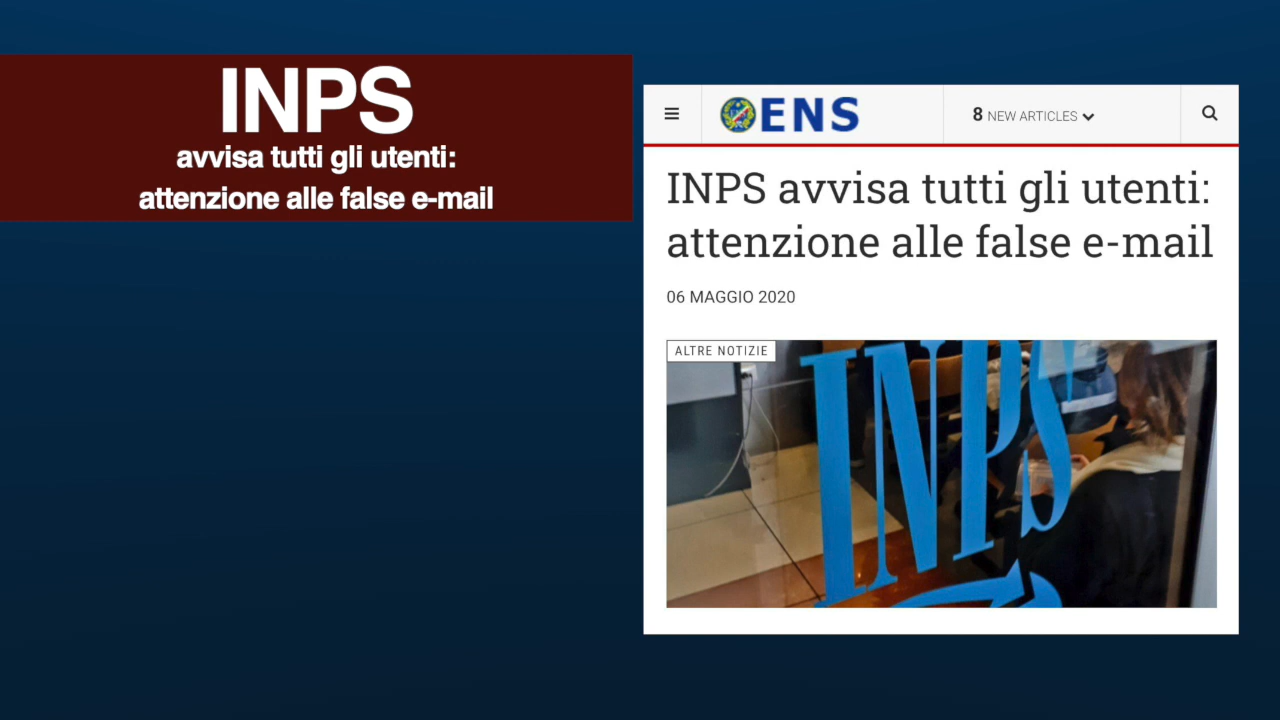 INPS
avvisa tutti gli utenti:
attenzione alle false e-mail
ENS
8 NEW ARTICLES
INPS avvisa tutti gli utenti:
attenzione alle false e-mail
06 MAGGIO 2020
ALTRE NOTIZIE
INPS